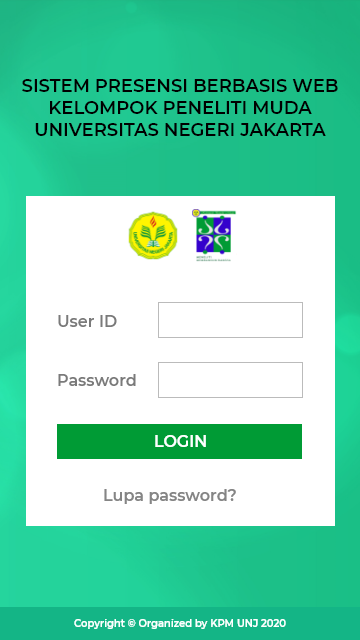 SISTEM PRESENSI BERBASIS WEB
KELOMPOK PENELITI MUDA
UNIVERSITAS NEGERI JAKARTA
User ID
Password
LOGIN
Lupa password?
Copyright © Organized by KPM UNJ 2020